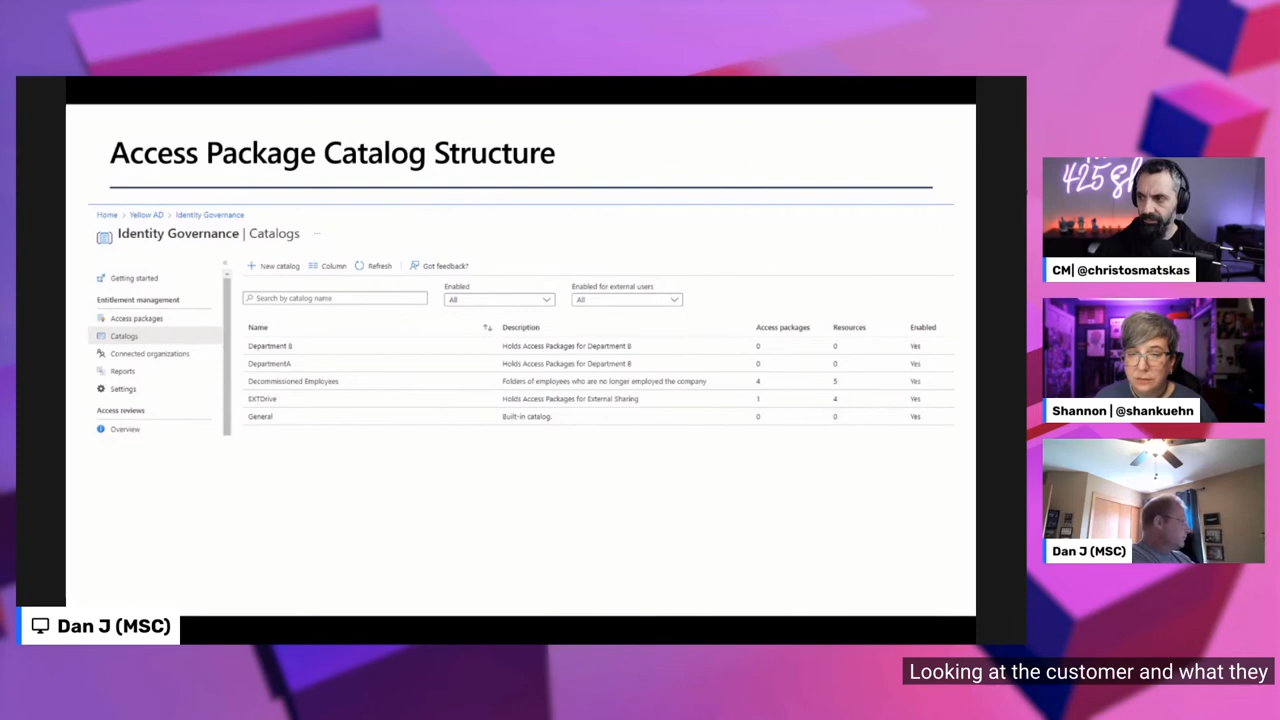 Access Package Catalog Structure
Home > Yellow AD > Identity Governance
Identity Governance | Catalogs ...
Getting started
Entitlement management
Access packages
Catalogs
Connected organizations
Reports
Settings
Access reviews
Overview
+ New catalog Column Refresh Got feedback?
Search by catalog name
Enabled
All
Enabled for external users
All
Name Description Access packages Resources Enabled
Department B Holds Access Packages for Department B 0 0 Yes
DepartmentA Holds Access Packages for Department B 0 0 Yes
Decommissioned Employees Folders of employees who are no longer employed the company 4 5 Yes
EXTDrive Holds Access Packages for External Sharing 1 4 Yes
General Built-in catalog. 0 0 Yes
Dan J (MSC)
425
CM| @christosmatskas
Shannon | @shankuehn
Dan J (MSC)
Looking at the customer and what they